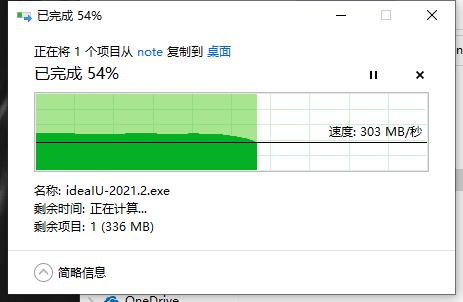 已完成 54%
正在将 1 个项目从 note 复制到 桌面
已完成 54%
速度: 303 MB/秒
名称: ideaIU-2021.2.exe
剩余时间: 正在计算...
剩余项目: 1 (336 MB)
简略信息
OneDrive